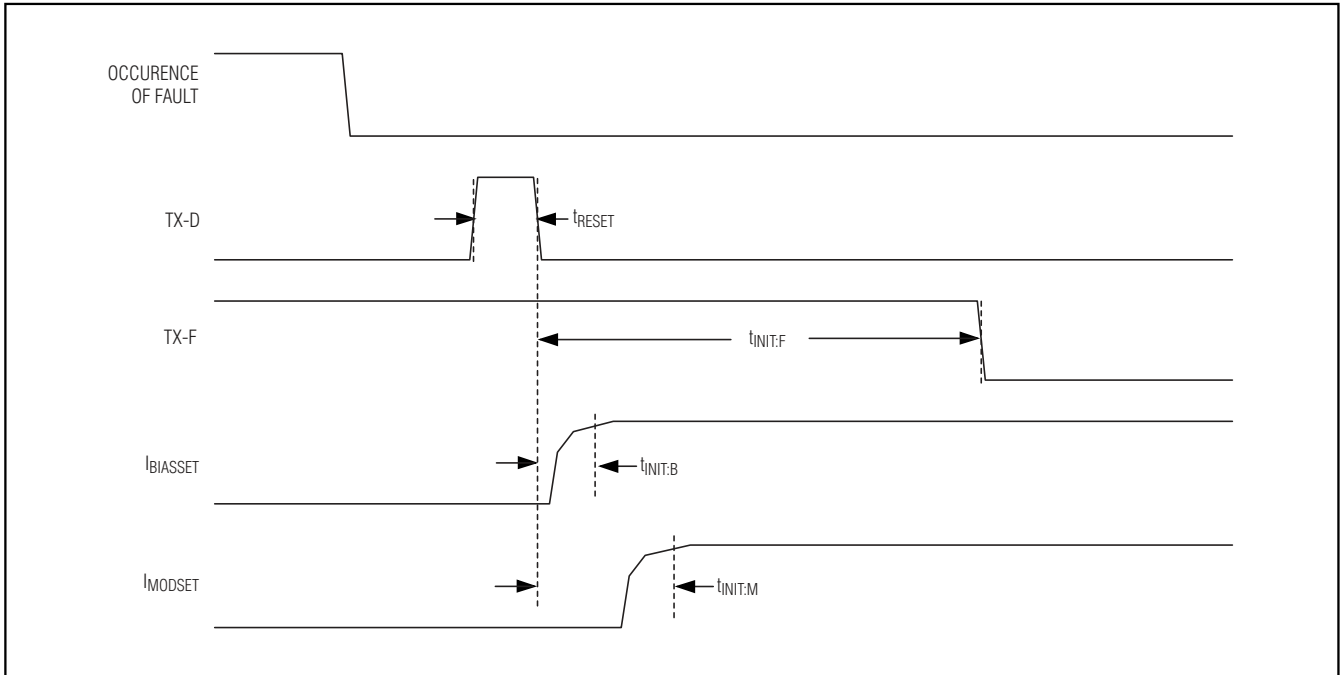 OCCURENCE
OF FAULT
TX-D
tRESET
TX-F
tINIT:F
IBIASSET
tINIT:B
IMODSET
tINIT:M